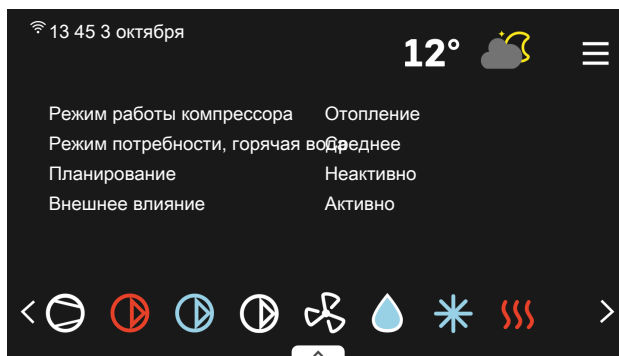 13 45 3 октября
12°
Режим работы компрессора Отопление
Режим потребности, горячая вода Среднее
Планирование Неактивно
Внешнее влияние Активно